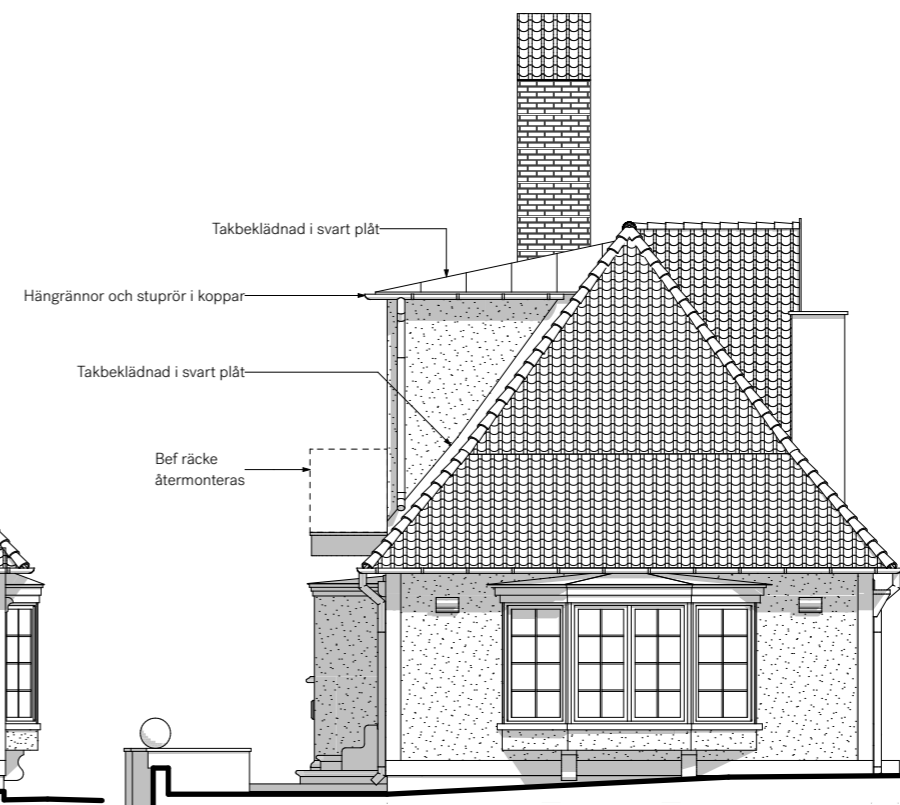 Takbeklädnad i svart plåt
Hängrännor och stuprör i koppar
Takbeklädnad i svart plåt
Bef räcke
återmonteras